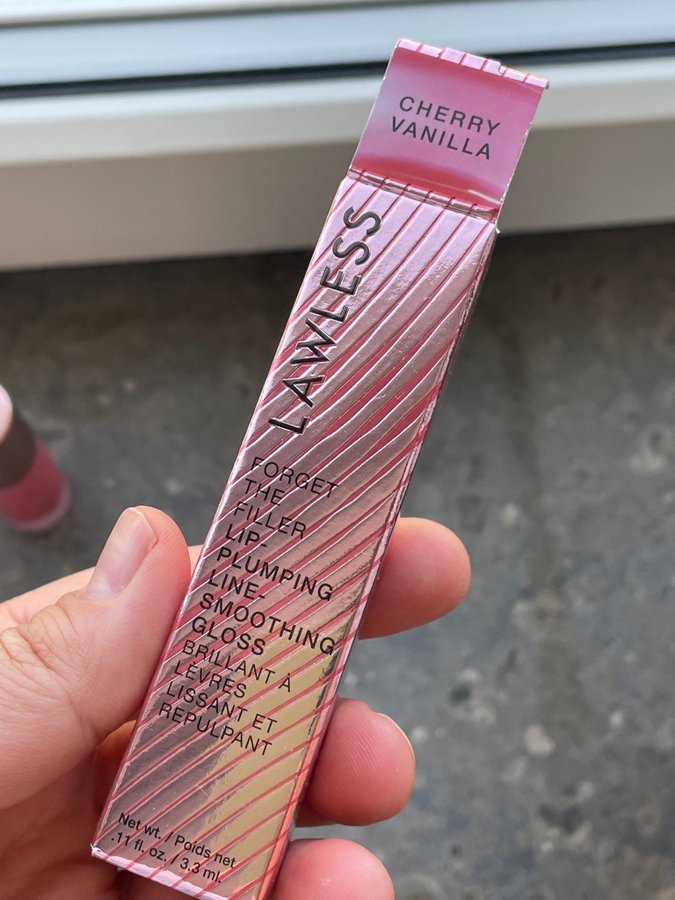 CHERRY
VANILLA
LAWLESS
FORGET
THE
FILLER
LIP-
PLUMPING
LINE-
SMOOTHING
GLOSS
BRILLANT À
LÈVRES
LISSANT ET
REPULPANT
Net wt. / Poids net
.11 fl. oz. / 3.3 ml.